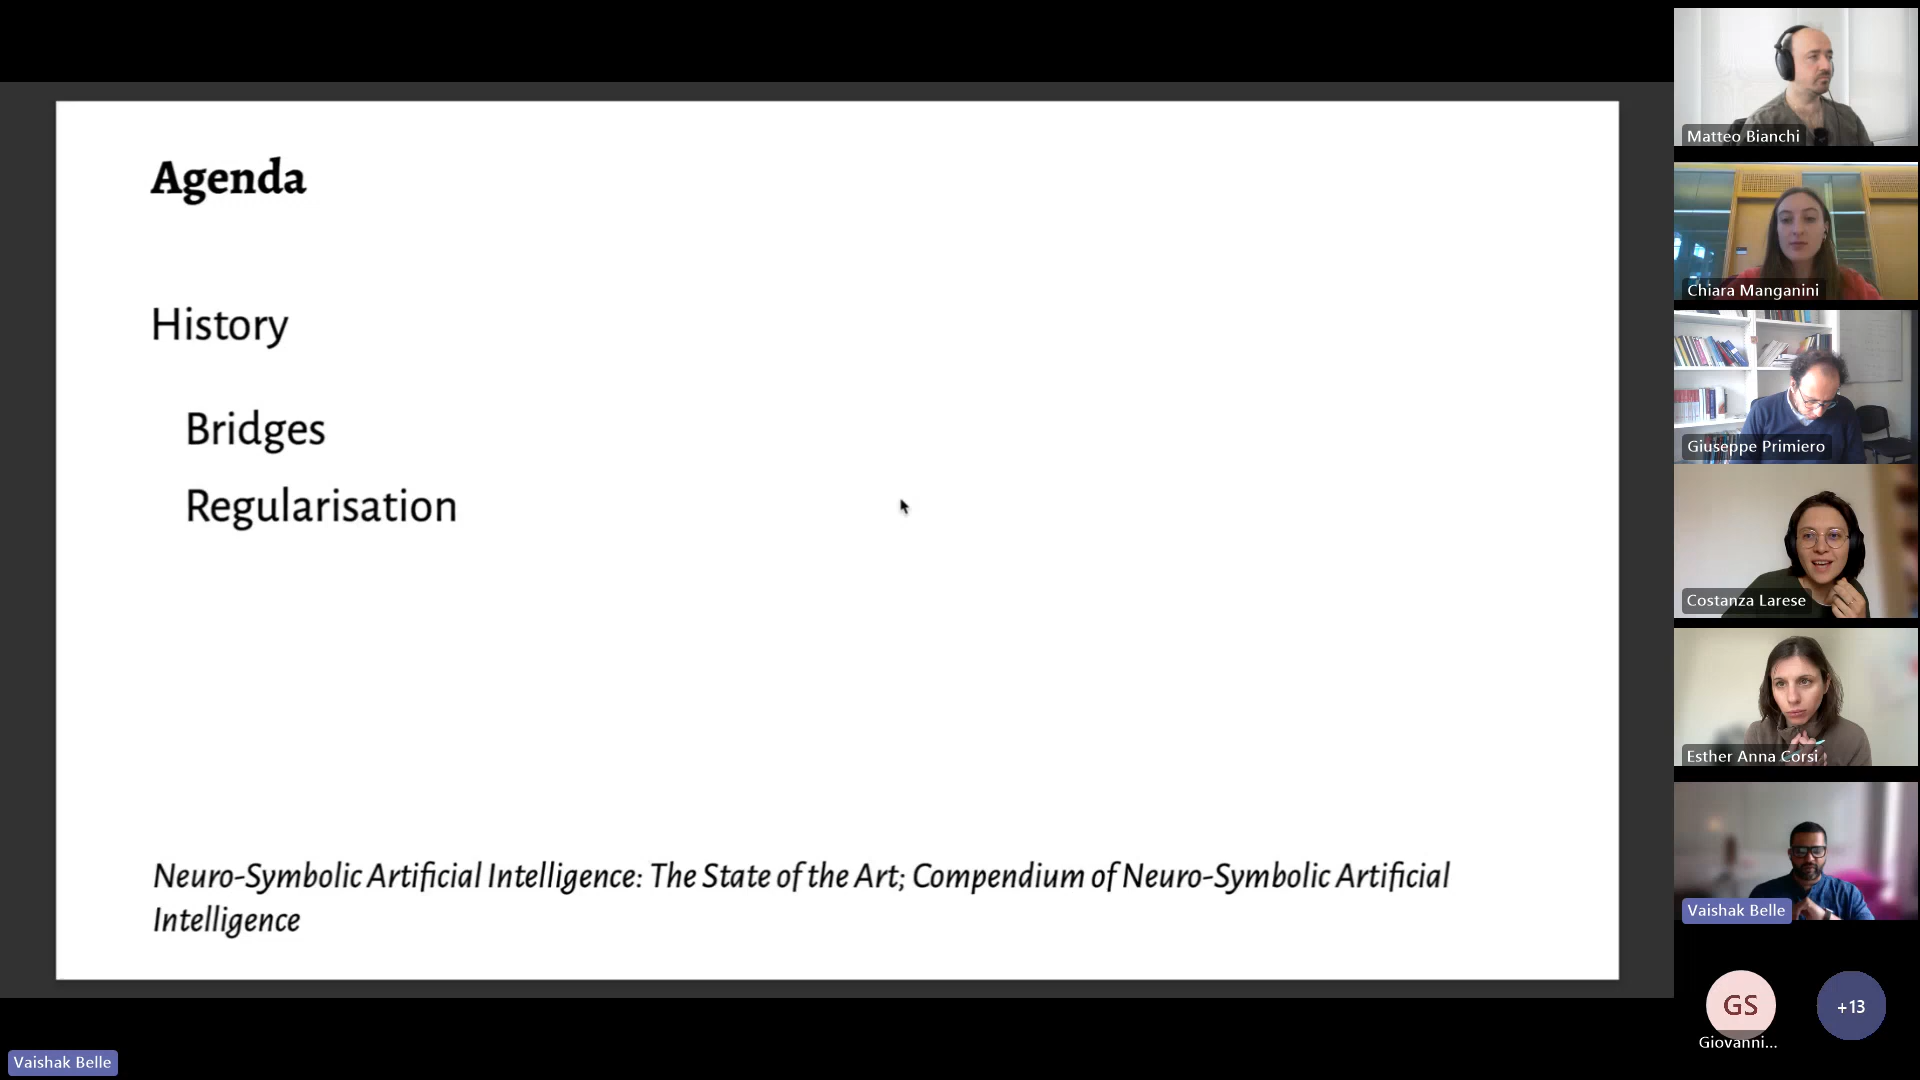 Agenda
History
Bridges
Regularisation
Neuro-Symbolic Artificial Intelligence: The State of the Art; Compendium of Neuro-Symbolic Artificial
Intelligence
Matteo Bianchi
Chiara Manganini
Giuseppe Primiero
Costanza Larese
Esther Anna Corsi
Vaishak Belle
GS
+13
Giovanni...
Vaishak Belle